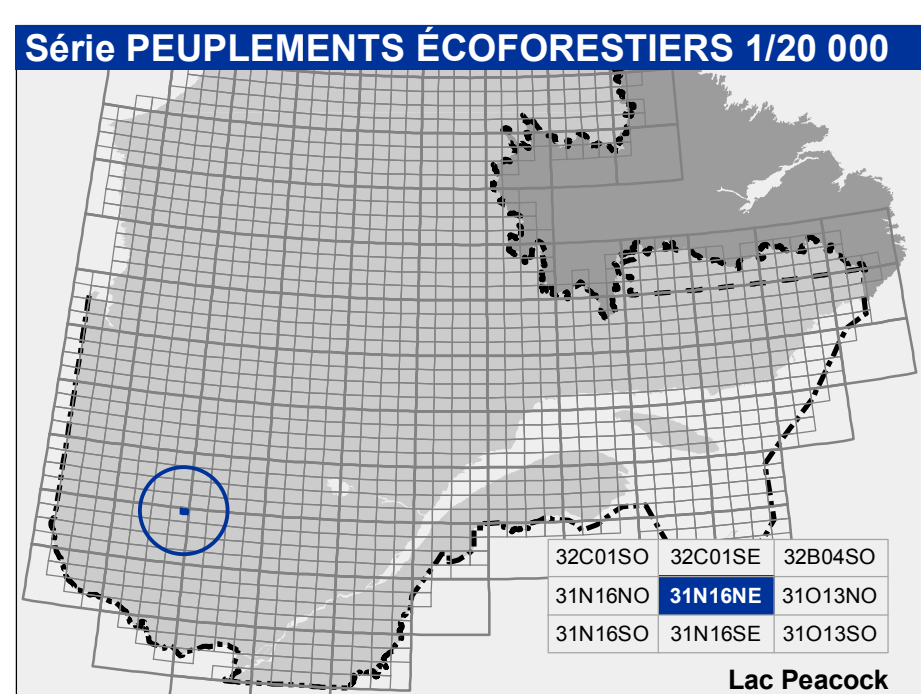 Série PEUPLEMENTS ÉCOFORESTIERS 1/20 000
32C01SO 32C01SE 32B04SO
31N16NO 31N16NE 31O13NO
31N16SO 31N16SE 31O13SO
Lac Peacock